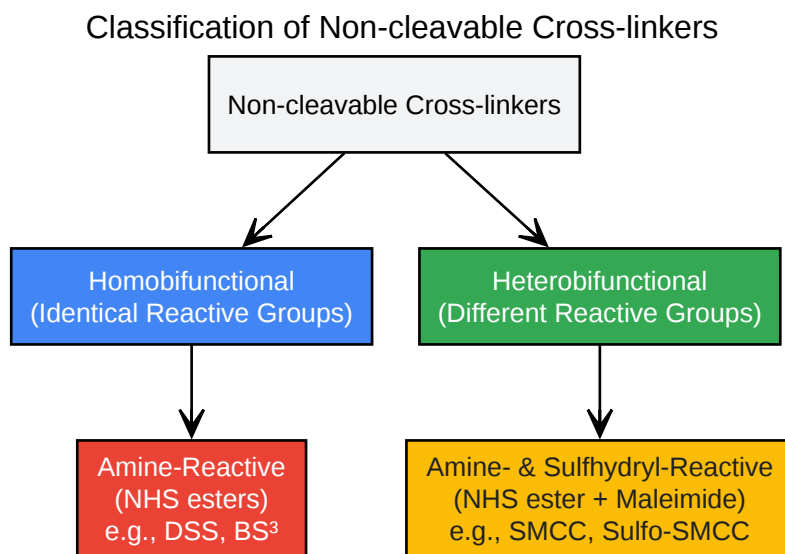 Classification of Non-cleavable Cross-linkers
Non-cleavable Cross-linkers
Homobifunctional
(Identical Reactive Groups)
Heterobifunctional
(Different Reactive Groups)
Amine-Reactive
(NHS esters)
e.g., DSS, BS³
Amine- & Sulfhydryl-Reactive
(NHS ester + Maleimide)
e.g., SMCC, Sulfo-SMCC